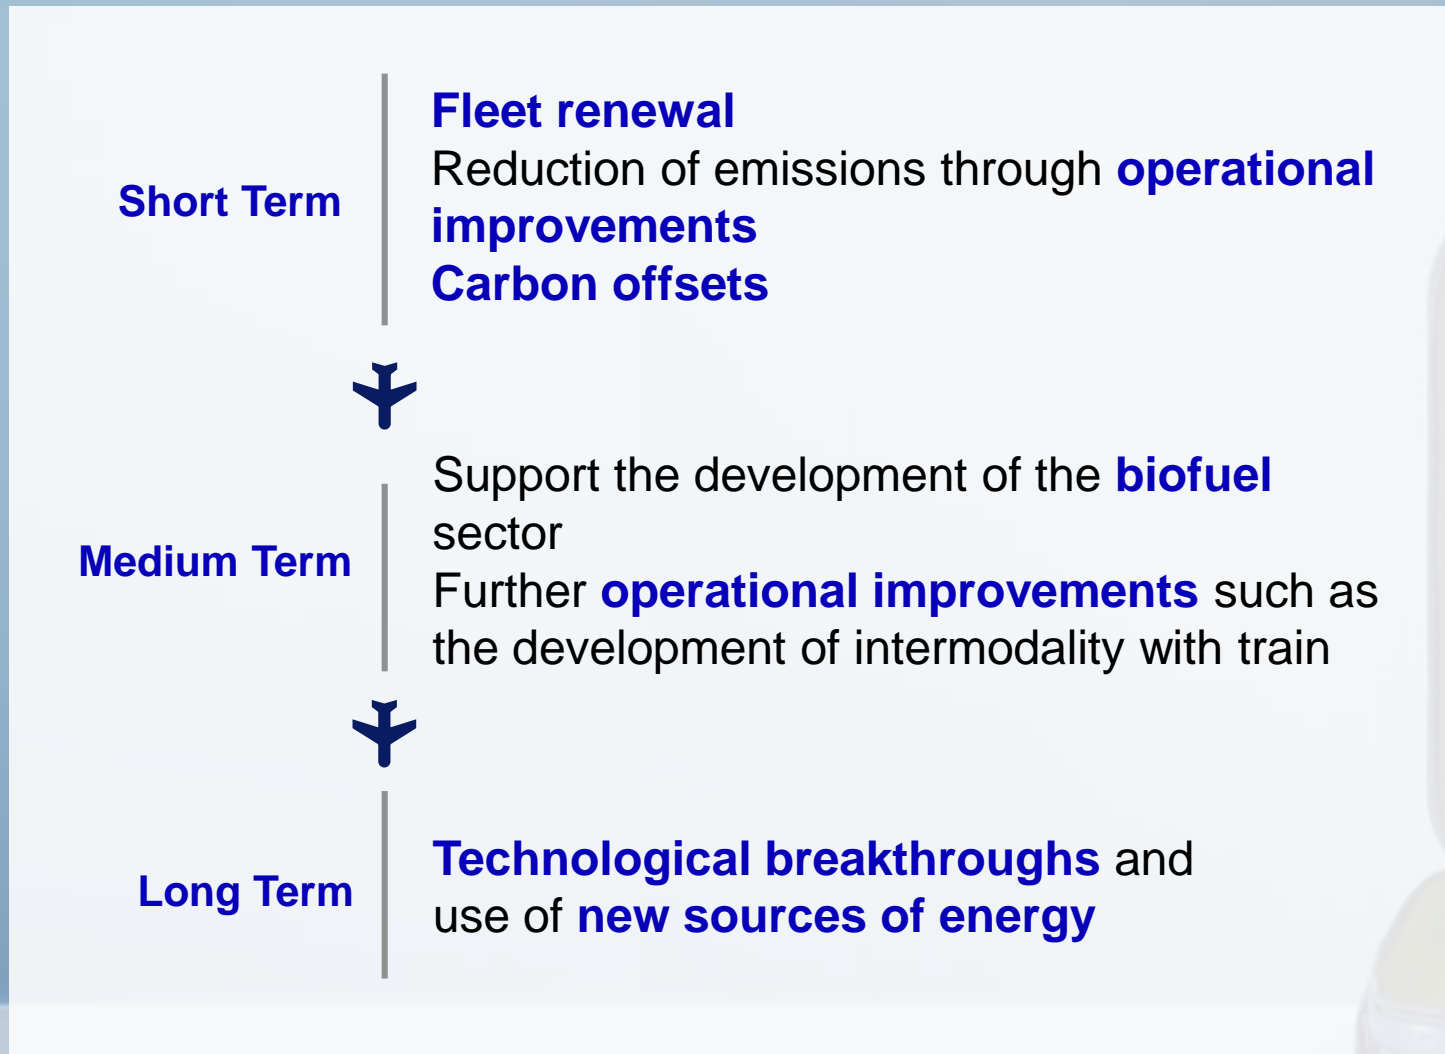 Short Term
Fleet renewal
Reduction of emissions through operational
improvements
Carbon offsets
Medium Term
Support the development of the biofuel
sector
Further operational improvements such as
the development of intermodality with train
Long Term
Technological breakthroughs and
use of new sources of energy